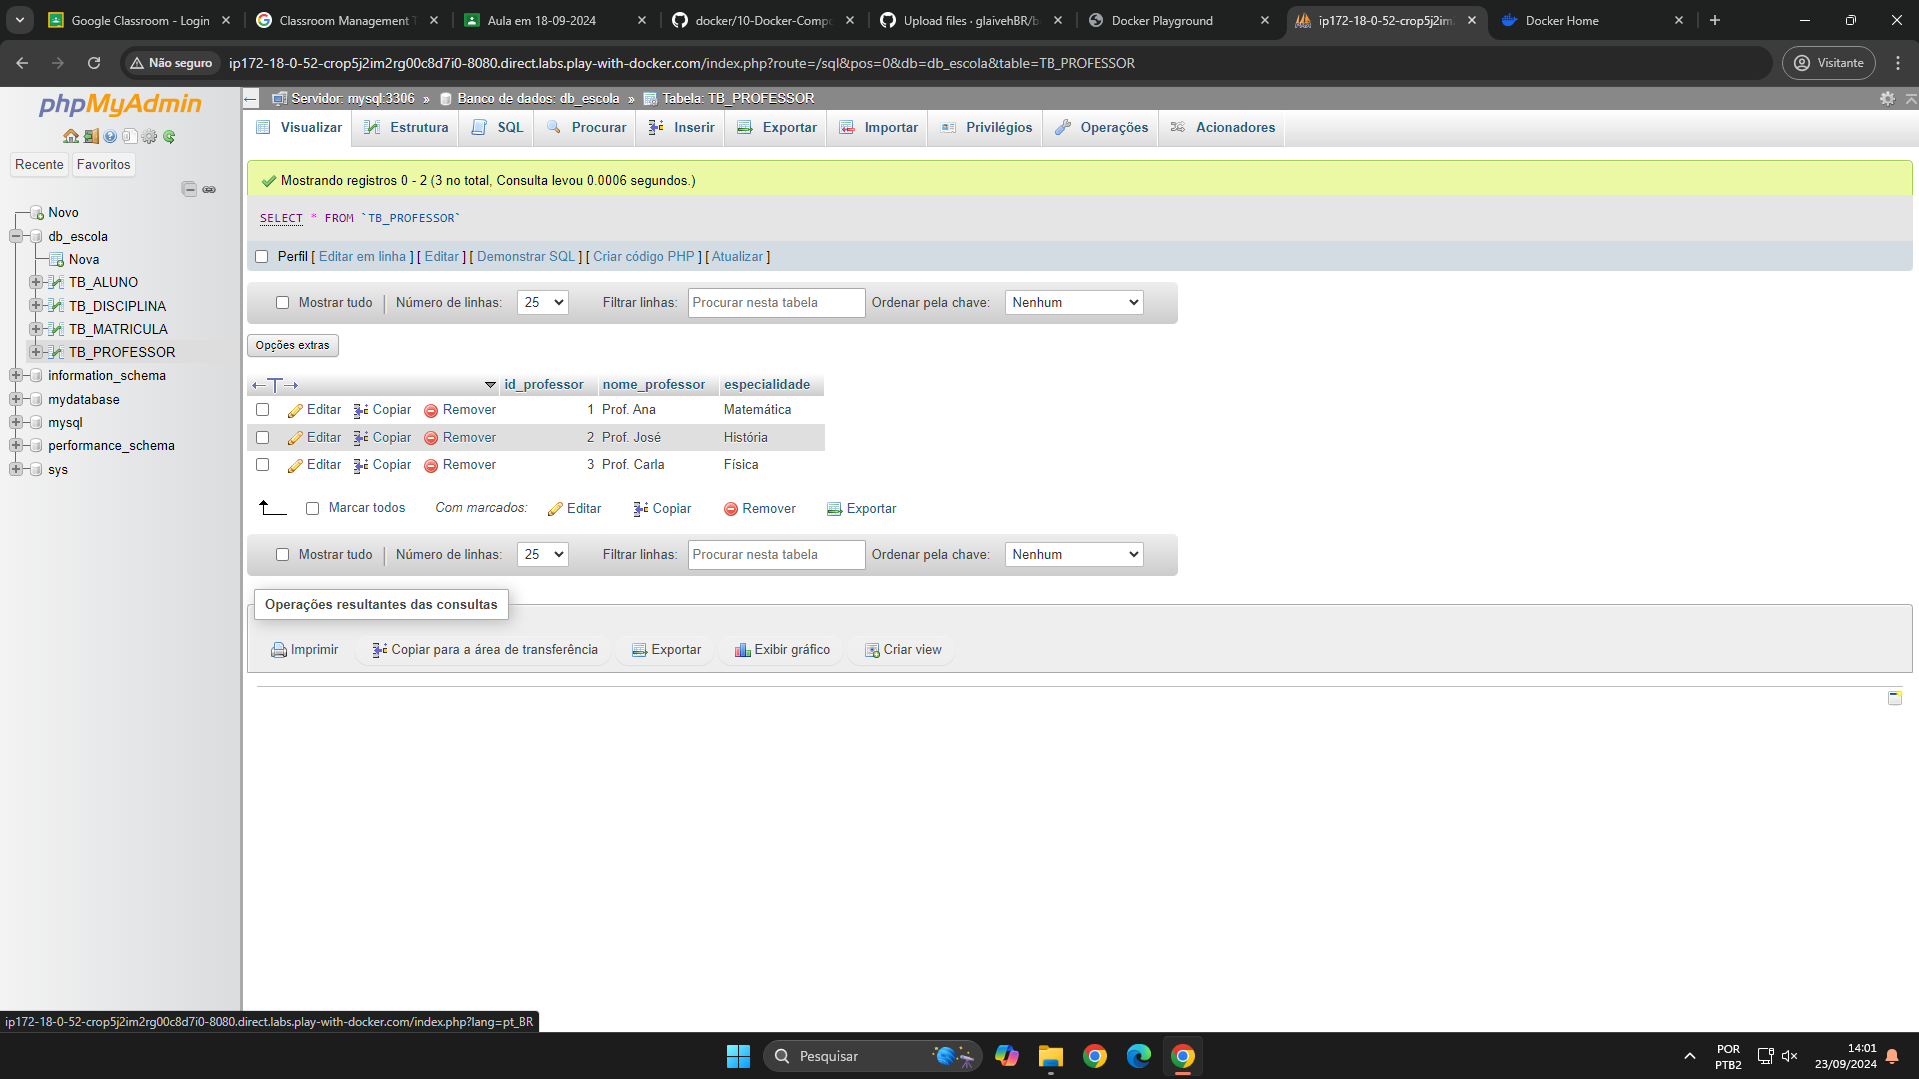 Google Classroom - Login
Classroom Management T
Aula em 18-09-2024
docker/10-Docker-Comp
Upload files · glaivehBR/b
Docker Playground
ip172-18-0-52-crop5j2im
Docker Home
Não seguro
ip172-18-0-52-crop5j2im2rg00c8d7i0-8080.direct.labs.play-with-docker.com/index.php?route=/sql&pos=0&db=db_escola&table=TB_PROFESSOR
Visitante
phpMyAdmin
Recente
Favoritos
Novo
db_escola
Nova
TB_ALUNO
TB_DISCIPLINA
TB_MATRICULA
TB_PROFESSOR
information_schema
mydatabase
mysql
performance_schema
sys
Servidor: mysql:3306 » Banco de dados: db_escola » Tabela: TB_PROFESSOR
Visualizar Estrutura SQL Procurar Inserir Exportar Importar Privilégios Operações Acionadores
Mostrando registros 0 - 2 (3 no total, Consulta levou 0.0006 segundos.)
SELECT * FROM `TB_PROFESSOR`
Perfil [ Editar em linha ] [ Editar ] [ Demonstrar SQL ] [ Criar código PHP ] [ Atualizar ]
Mostrar tudo | Número de linhas: 25 Filtrar linhas: Procurar nesta tabela Ordenar pela chave: Nenhum
Opções extras
←T→ id_professor nome_professor especialidade
Editar Copiar Remover 1 Prof. Ana Matemática
Editar Copiar Remover 2 Prof. José História
Editar Copiar Remover 3 Prof. Carla Física
Marcar todos Com marcados: Editar Copiar Remover Exportar
Mostrar tudo | Número de linhas: 25 Filtrar linhas: Procurar nesta tabela Ordenar pela chave: Nenhum
Operações resultantes das consultas
Imprimir Copiar para a área de transferência Exportar Exibir gráfico Criar view
ip172-18-0-52-crop5j2im2rg00c8d7i0-8080.direct.labs.play-with-docker.com/index.php?lang=pt_BR
Pesquisar
POR
PTB2
14:01
23/09/2024